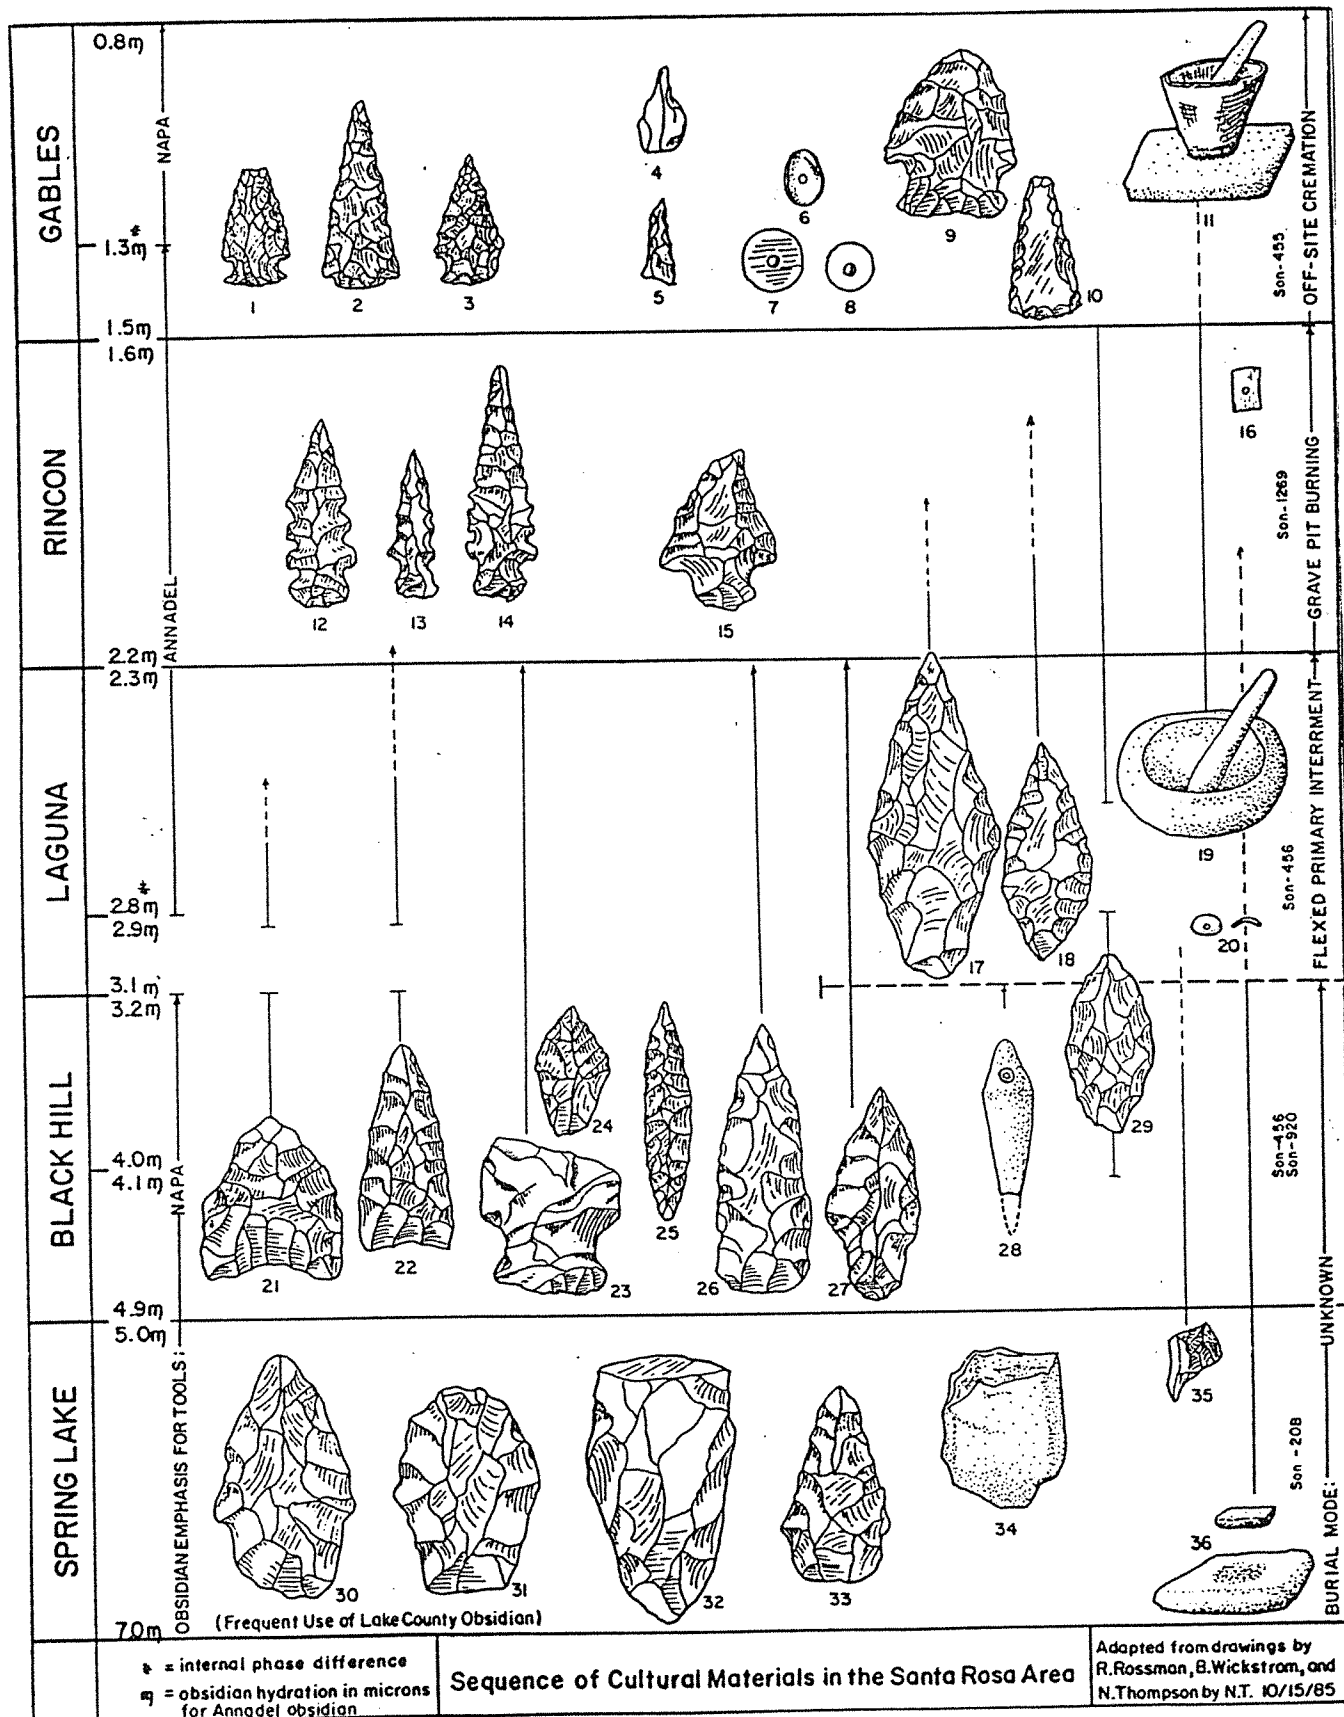 GABLES
0.8m
NAPA
*
1.3m
1.5m
1
2
3
4
5
6
7
8
9
10
11
Son-455
OFF-SITE CREMATION
RINCON
1.6m
2.2m
ANNADEL
12
13
14
15
16
Son-1269
GRAVE PIT BURNING
LAGUNA
2.3m
*
2.8m
2.9m
3.1m
17
18
19
20
Son-456
FLEXED PRIMARY INTERRMENT
BLACK HILL
3.2m
4.0m
4.1m
4.9m
NAPA
21
22
23
24
25
26
27
28
29
Son-456
Son-920
UNKNOWN
SPRING LAKE
5.0m
7.0m
OBSIDIAN EMPHASIS FOR TOOLS:
30
31
32
33
34
35
36
Son-20B
BURIAL MODE:
(Frequent Use of Lake County Obsidian)
* = internal phase difference
m = obsidian hydration in microns
for Annadel obsidian
Sequence of Cultural Materials in the Santa Rosa Area
Adapted from drawings by
R.Rossman, B.Wickstrom, and
N.Thompson by N.T. 10/15/85